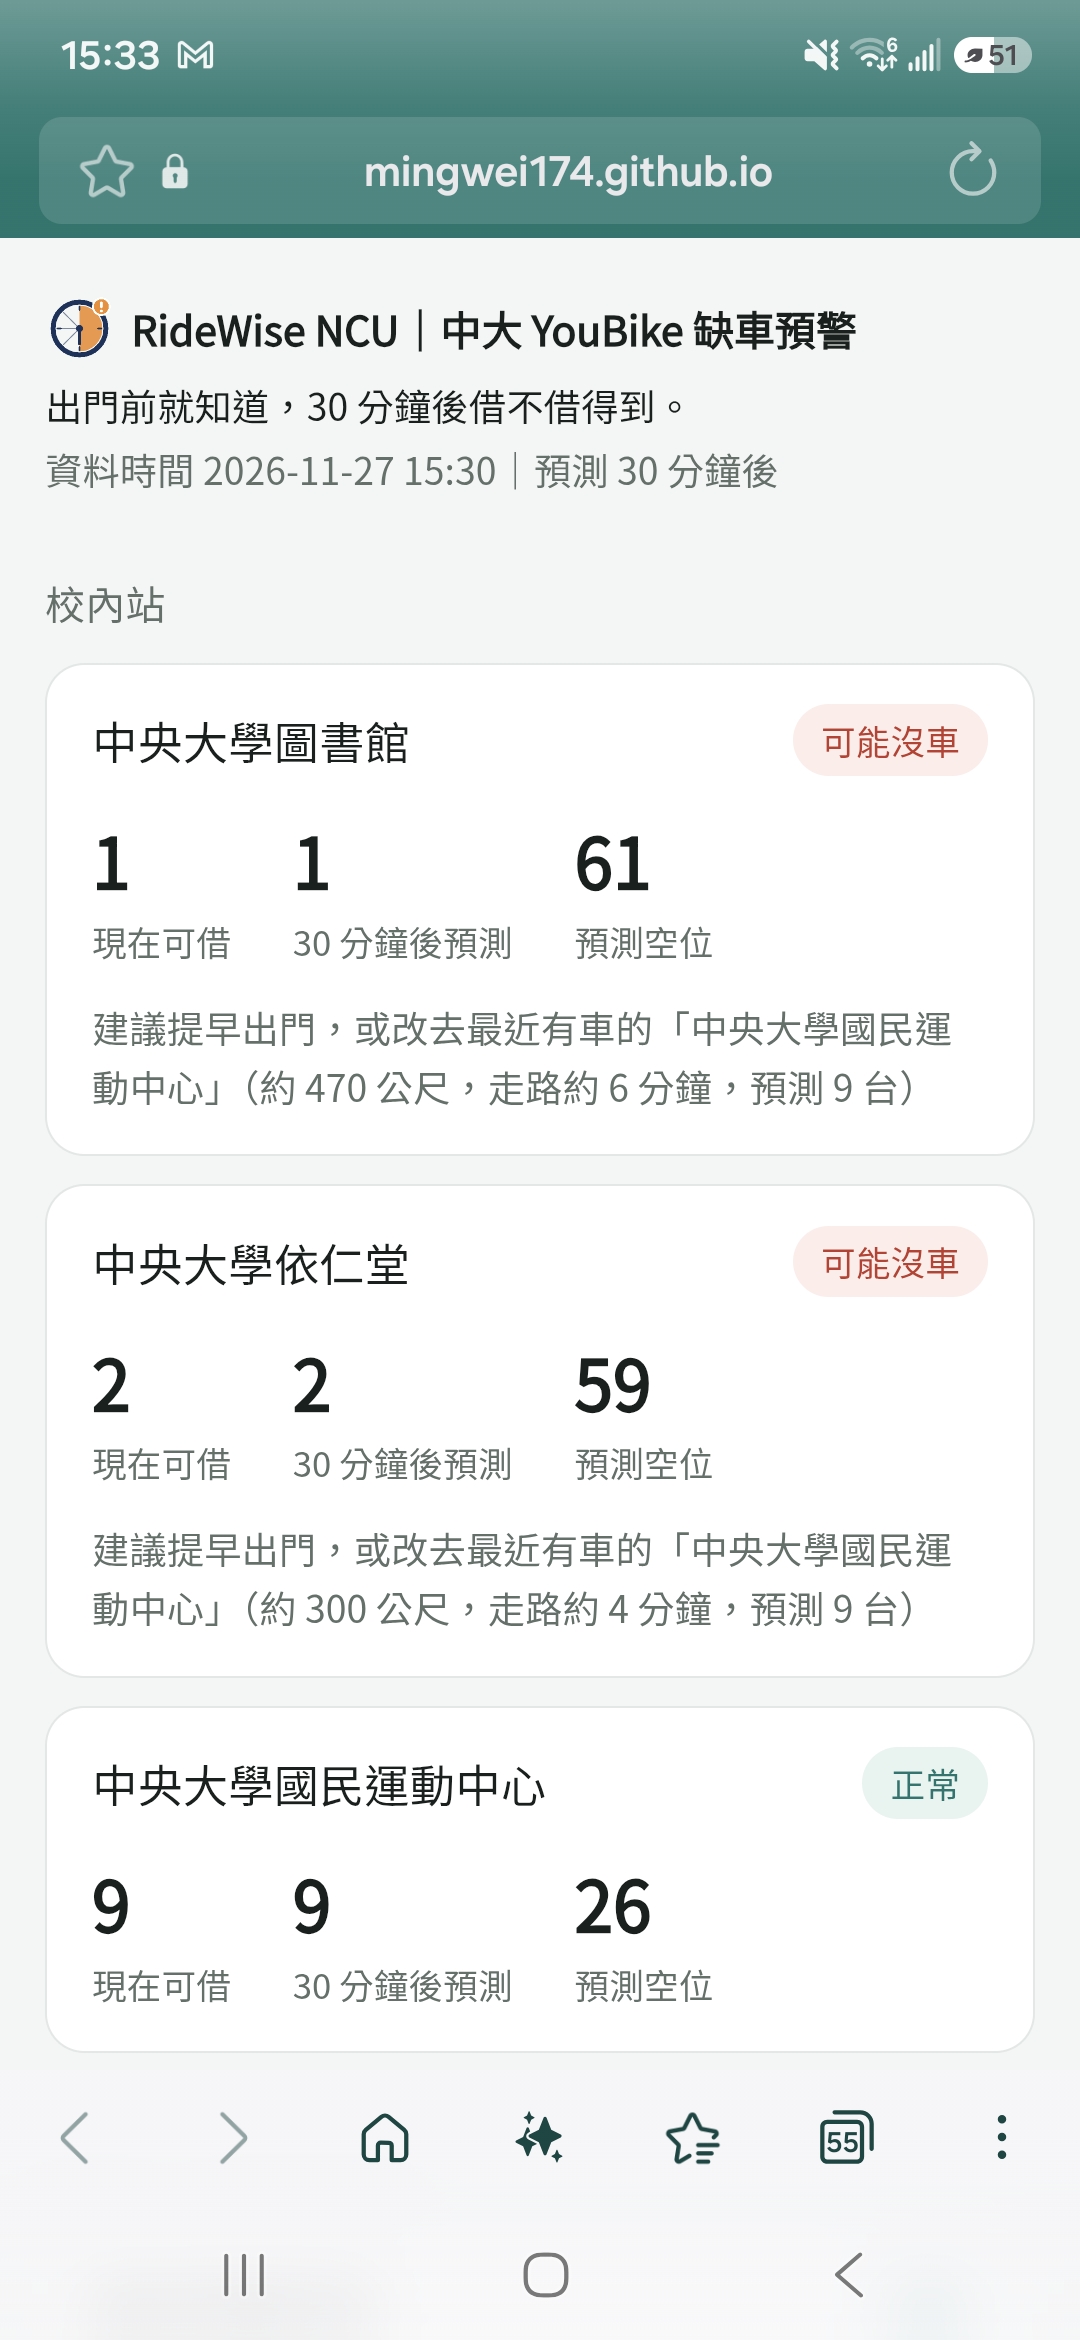 15:33
6
51
mingwei174.github.io
RideWise NCU｜中大 YouBike 缺車預警
出門前就知道，30 分鐘後借不借得到。
資料時間 2026-11-27 15:30｜預測 30 分鐘後
校內站
中央大學圖書館
可能沒車
1 1 61
現在可借 30 分鐘後預測 預測空位
建議提早出門，或改去最近有車的「中央大學國民運
動中心」（約 470 公尺，走路約 6 分鐘，預測 9 台）
中央大學依仁堂
可能沒車
2 2 59
現在可借 30 分鐘後預測 預測空位
建議提早出門，或改去最近有車的「中央大學國民運
動中心」（約 300 公尺，走路約 4 分鐘，預測 9 台）
中央大學國民運動中心
正常
9 9 26
現在可借 30 分鐘後預測 預測空位
55